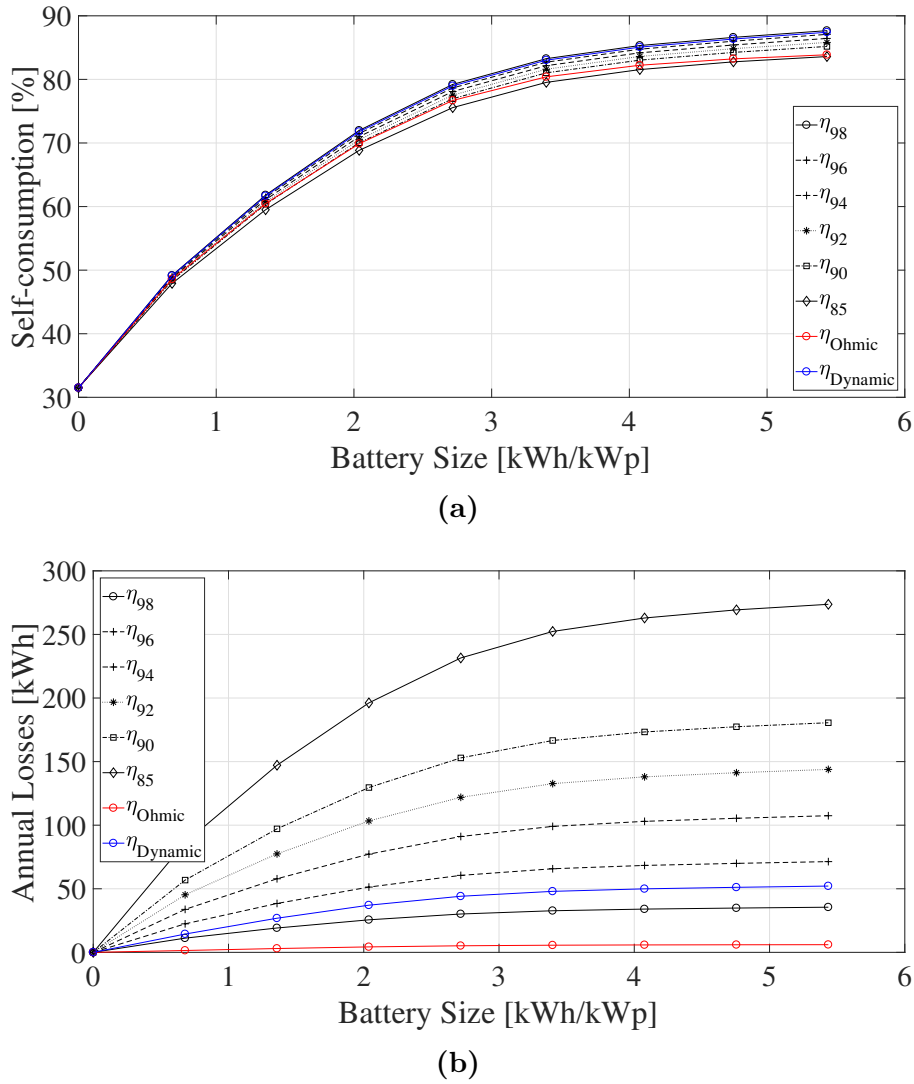 90
80
70
60
50
40
30
Self-consumption [%]
η98
η96
η94
η92
η90
η85
ηOhmic
ηDynamic
0 1 2 3 4 5 6
Battery Size [kWh/kWp]
(a)
300
250
200
150
100
50
0
Annual Losses [kWh]
η98
η96
η94
η92
η90
η85
ηOhmic
ηDynamic
0 1 2 3 4 5 6
Battery Size [kWh/kWp]
(b)